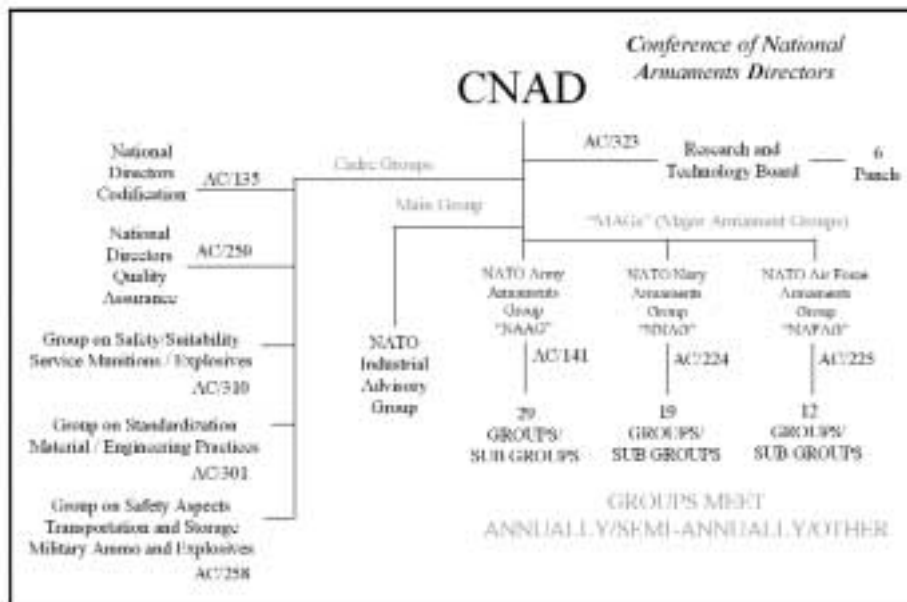 Conference of National
Armaments Directors
CNAD
AC/323
Research and
Technology Board
6
Panels
Cadre Groups
National
Directors
Codification
AC/135
Main Group
"MAGs" (Major Armament Groups)
National
Directors
Quality
Assurance
AC/250
NATO Army
Armaments
Group
"NAAG"
NATO Navy
Armaments
Group
"NNAG"
NATO Air Force
Armaments
Group
"NAFAG"
Group on Safety/Suitability
Service Munitions / Explosives
AC/310
NATO
Industrial
Advisory
Group
AC/141
AC/224
AC/225
29
GROUPS/
SUB GROUPS
19
GROUPS/
SUB GROUPS
12
GROUPS/
SUB GROUPS
Group on Standardization
Material / Engineering Practices
AC/301
Group on Safety Aspects
Transportation and Storage
Military Ammo and Explosives
AC/258
GROUPS MEET
ANNUALLY/SEMI-ANNUALLY/OTHER